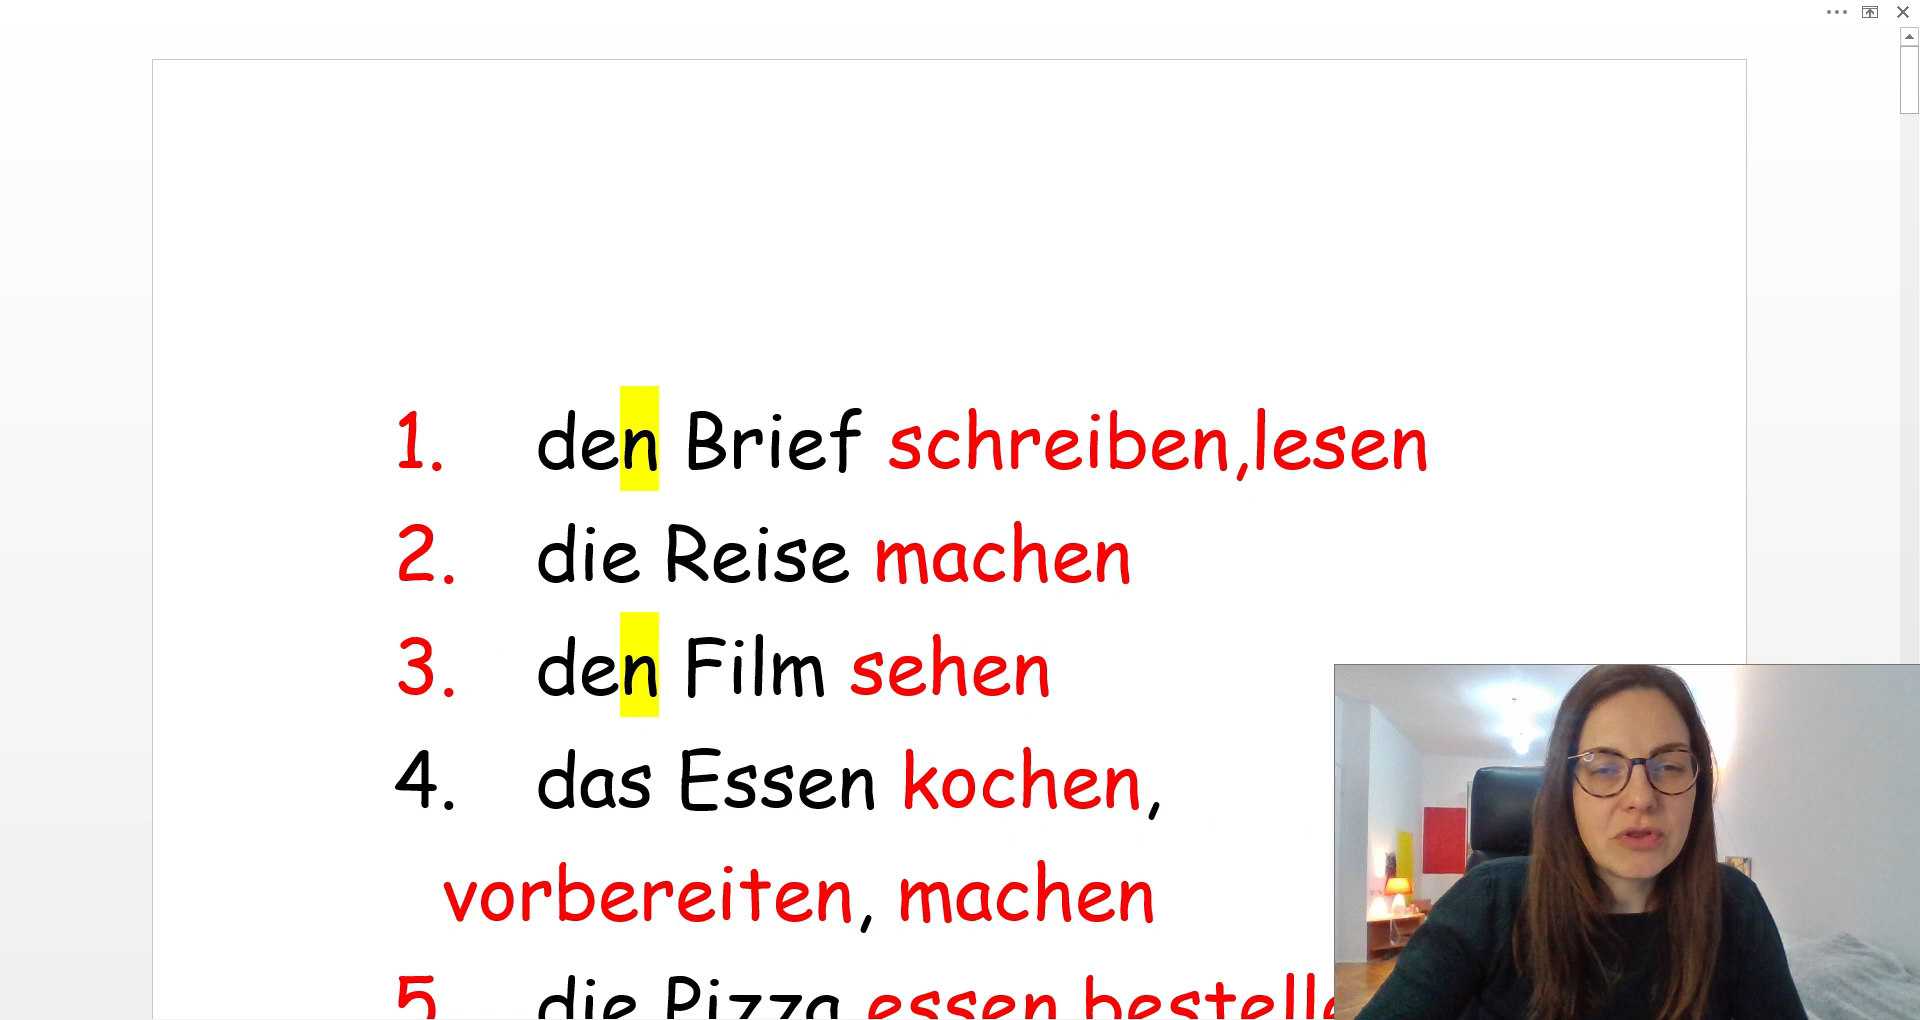 1. den Brief schreiben,lesen
2. die Reise machen
3. den Film sehen
4. das Essen kochen,
vorbereiten, machen
5 die Pizza essen bestelle